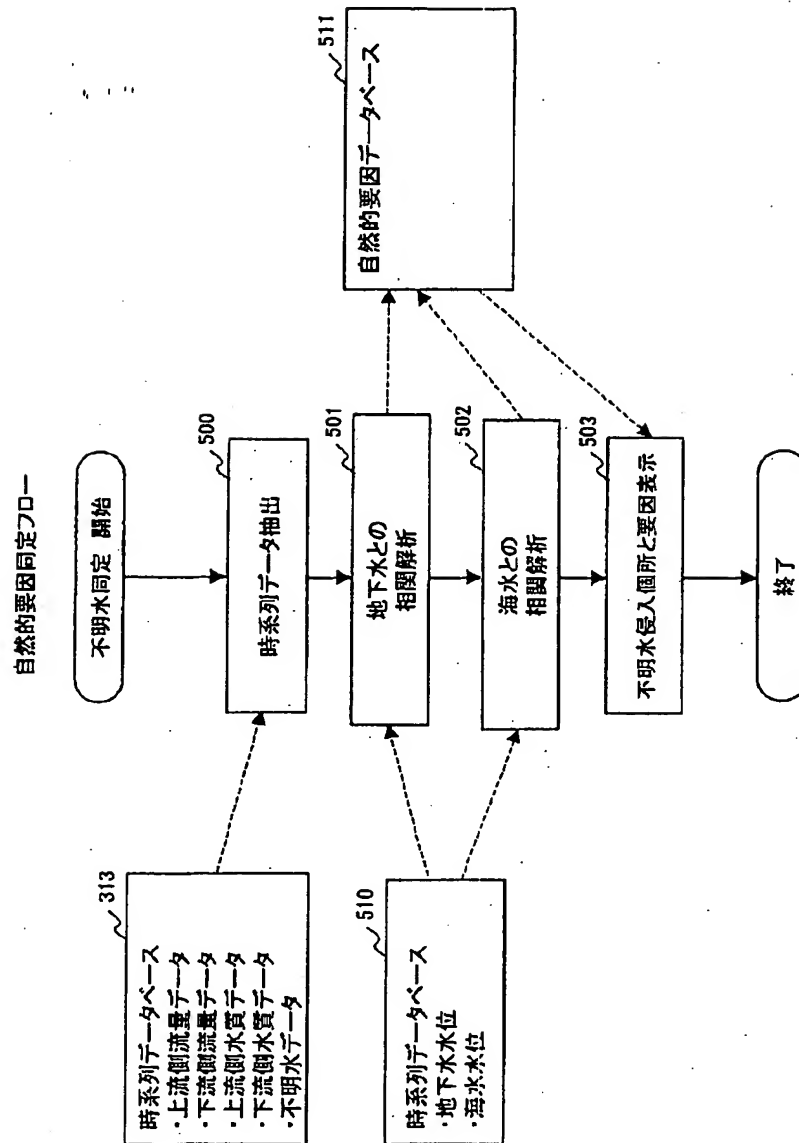 自然的要因同定フロー
不明水同定 開始
500
時系列データ抽出
501
地下水との
相関解析
502
海水との
相関解析
503
不明水侵入個所と要因表示
終了
313
時系列データベース
・上流側流量データ
・下流側流量データ
・上流側水質データ
・下流側水質データ
・不明水データ
510
時系列データベース
・地下水水位
・海水水位
511
自然的要因データベース